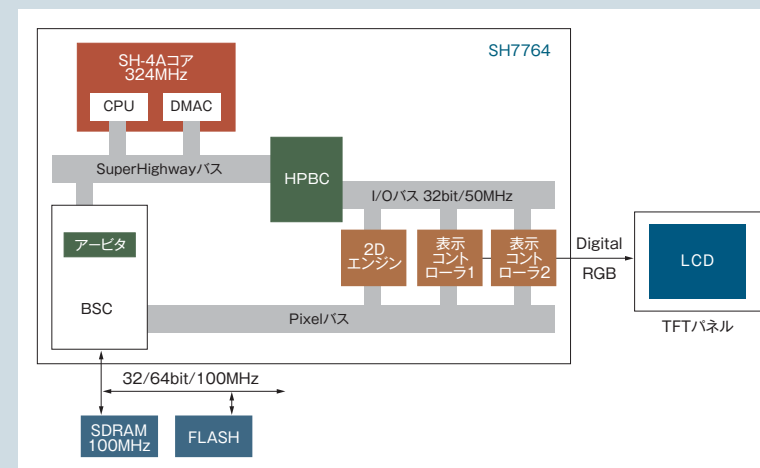 SH7764
SH-4Aコア
324MHz
CPU
DMAC
SuperHighwayバス
HPBC
I/Oバス 32bit/50MHz
アービタ
BSC
2D
エンジン
表示
コント
ローラ1
表示
コント
ローラ2
Digital
RGB
LCD
TFTパネル
Pixelバス
32/64bit/100MHz
SDRAM
100MHz
FLASH